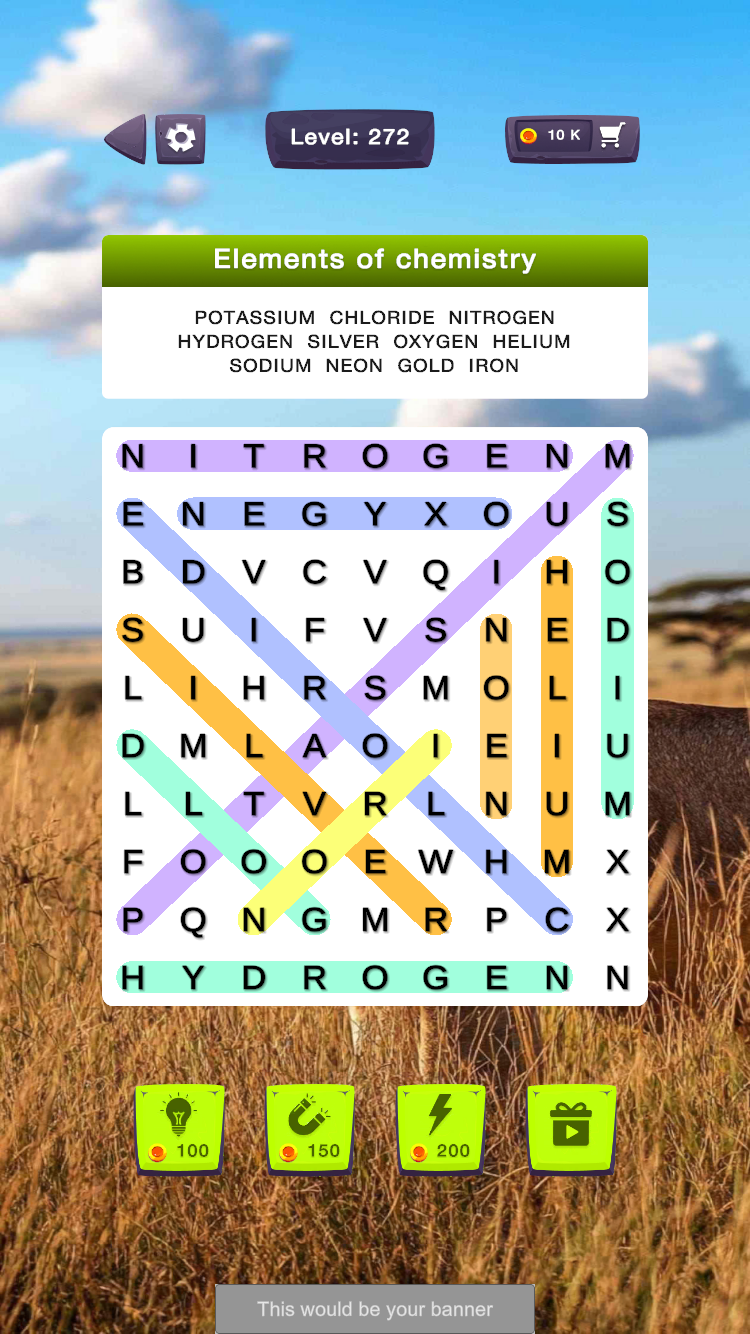 Level: 272
10 K
Elements of chemistry
POTASSIUM CHLORIDE NITROGEN
HYDROGEN SILVER OXYGEN HELIUM
SODIUM NEON GOLD IRON
N I T R O G E N M
E N E G Y X O U S
B D V C V Q I H O
S U I F V S N E D
L I H R S M O L I
D M L A O I E I U
L L T V R L N U M
F O O O E W H M X
P Q N G M R P C X
H Y D R O G E N N
100 150 200
This would be your banner